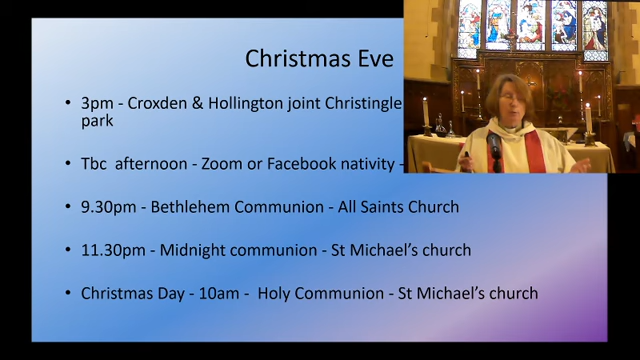 Christmas Eve
• 3pm - Croxden & Hollington joint Christingle
park
• Tbc afternoon - Zoom or Facebook nativity -
• 9.30pm - Bethlehem Communion - All Saints Church
• 11.30pm - Midnight communion - St Michael’s church
• Christmas Day - 10am - Holy Communion - St Michael’s church